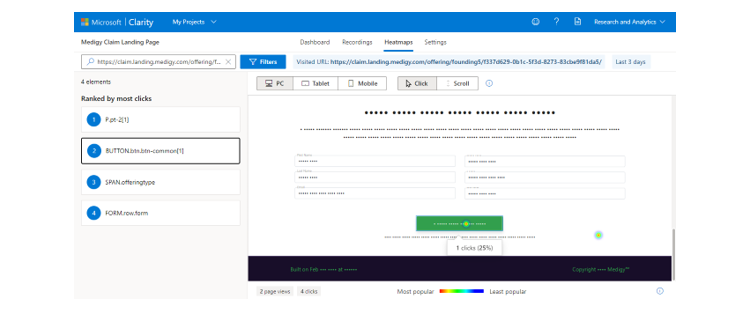 Microsoft | Clarity
My Projects
Research and Analytics
Medigy Claim Landing Page
Dashboard
Recordings
Heatmaps
Settings
https://claim.landing.medigy.com/offering/f...
Filters
Visited URL: https://claim.landing.medigy.com/offering/founding5/f337d629-0b1c-5f3d-8273-83cbe9f81da5/
Last 3 days
4 elements
PC
Tablet
Mobile
Click
Scroll
Ranked by most clicks
1 P.pt-2[1]
2 BUTTON.btn.btn-common[1]
3 SPAN.offeringtype
4 FORM.row.form
1 clicks (25%)
Built on Feb ••• •••• at ••••••
Copyright •••• Medigy™
2 page views
4 clicks
Most popular
Least popular